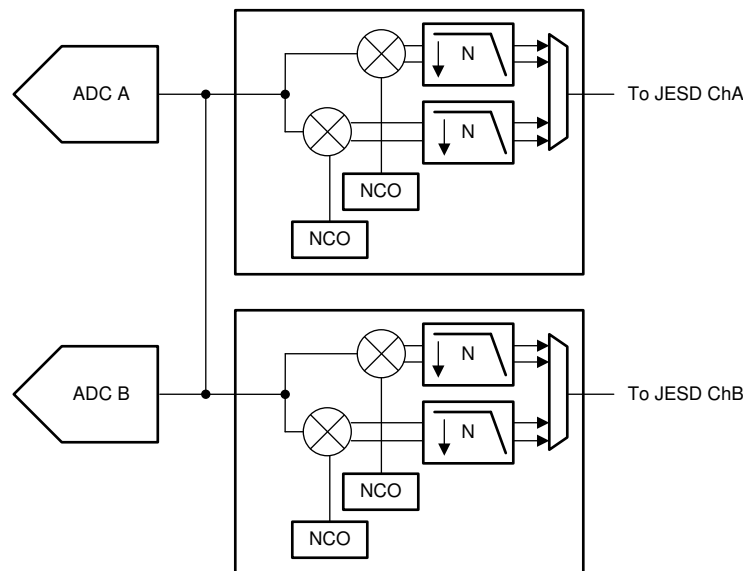 N
ADC A
To JESD ChA
N
NCO
NCO
N
ADC B
To JESD ChB
N
NCO
NCO